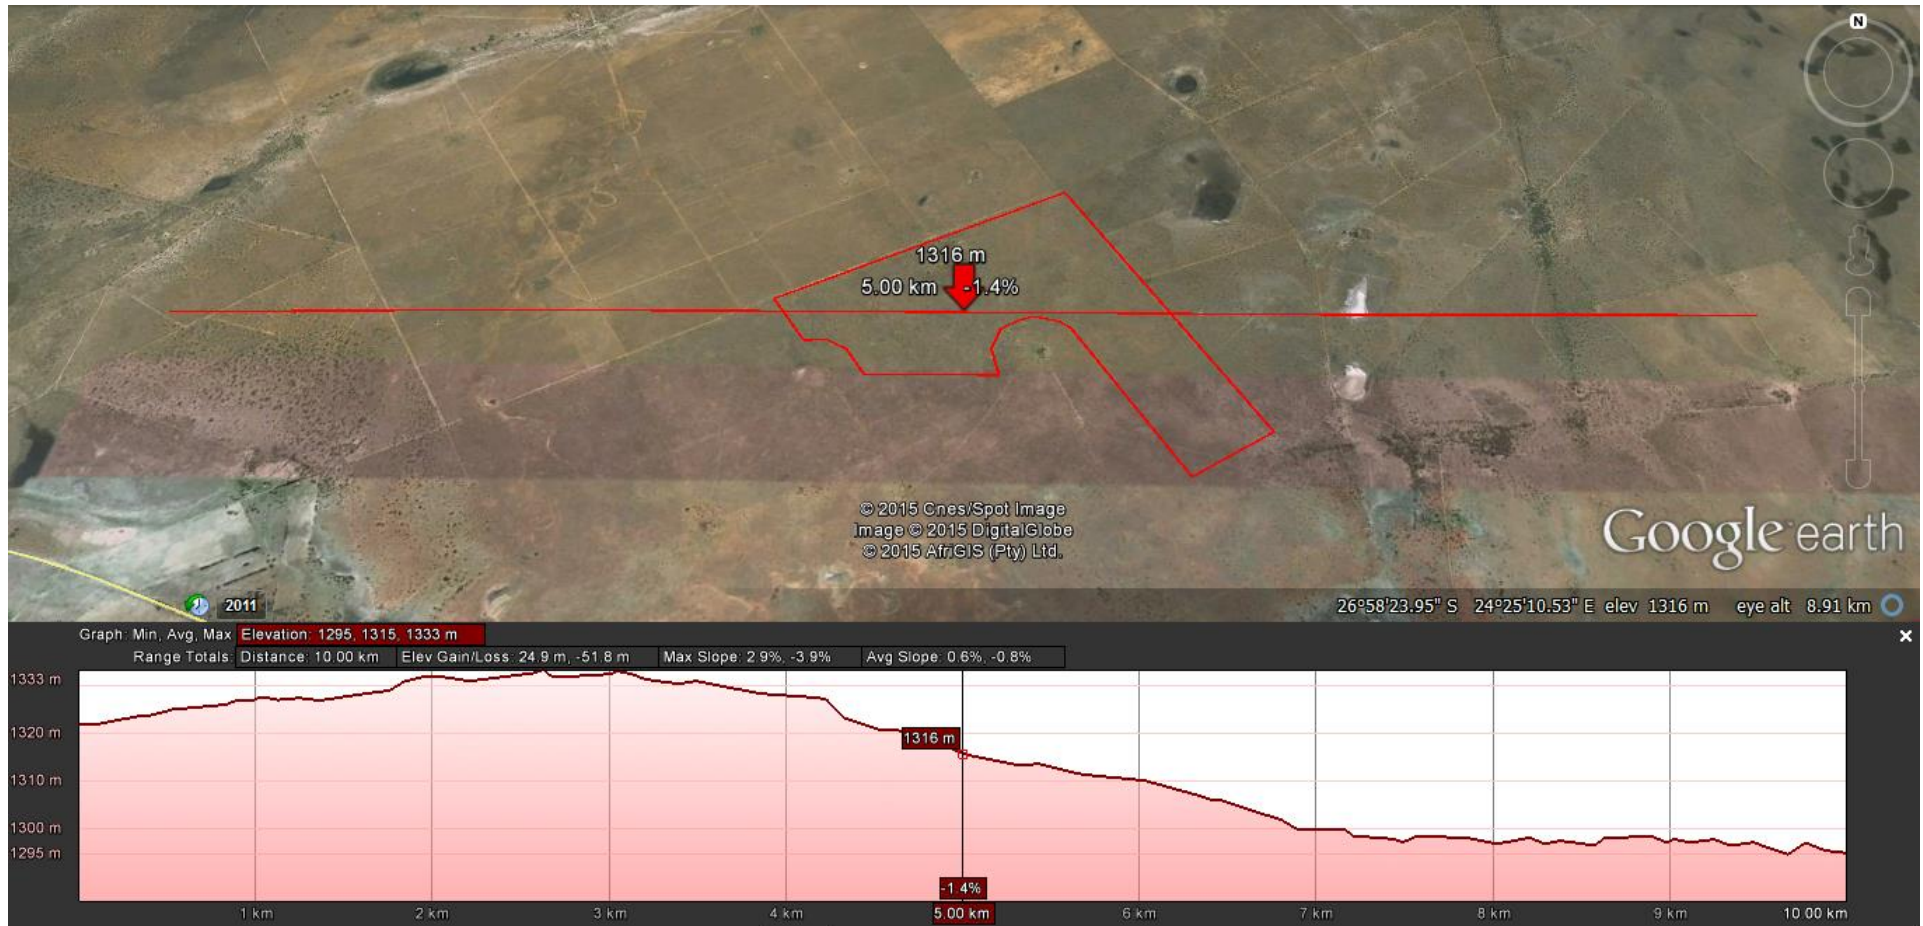 N
1316 m
5.00 km -1.4%
© 2015 Cnes/Spot Image
Image © 2015 DigitalGlobe
© 2015 AfriGIS (Pty) Ltd.
Google earth
2011
26°58'23.95" S 24°25'10.53" E elev 1316 m eye alt 8.91 km
Graph: Min, Avg, Max Elevation: 1295, 1315, 1333 m
Range Totals: Distance: 10.00 km Elev Gain/Loss: 24.9 m, -51.8 m Max Slope: 2.9%, -3.9% Avg Slope: 0.6%, -0.8%
1333 m
1320 m
1316 m
1310 m
1300 m
1295 m
-1.4%
1 km 2 km 3 km 4 km 5.00 km 6 km 7 km 8 km 9 km 10.00 km